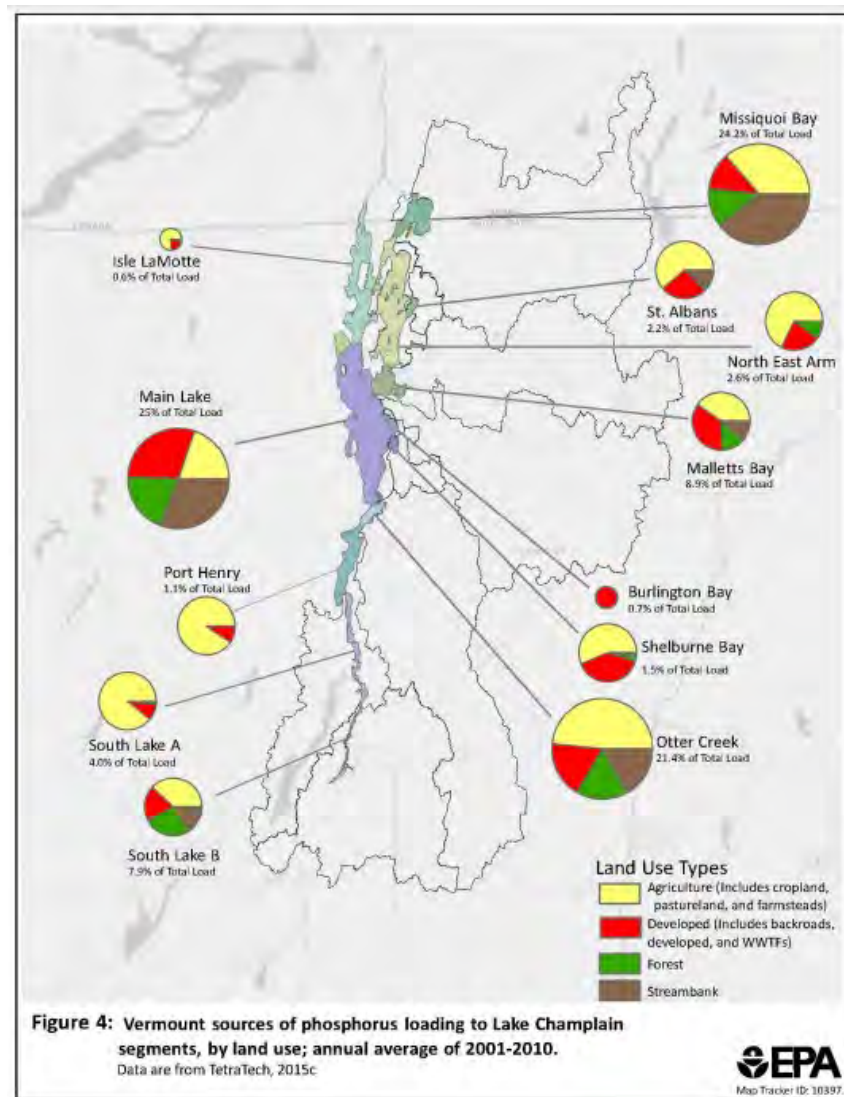 Missiquoi Bay
24.2% of Total Load
Isle LaMotte
0.6% of Total Load
St. Albans
2.2% of Total Load
North East Arm
2.6% of Total Load
Main Lake
25% of Total Load
Malletts Bay
8.9% of Total Load
Port Henry
1.1% of Total Load
Burlington Bay
0.7% of Total Load
Shelburne Bay
1.5% of Total Load
South Lake A
4.0% of Total Load
Otter Creek
21.4% of Total Load
South Lake B
7.9% of Total Load
Land Use Types
Agriculture (Includes cropland,
pastureland, and farmsteads)
Developed (Includes backroads,
developed, and WWTFs)
Forest
Streambank
Figure 4: Vermount sources of phosphorus loading to Lake Champlain
segments, by land use; annual average of 2001-2010.
Data are from TetraTech, 2015c
EPA
Map Tracker ID: 10397.